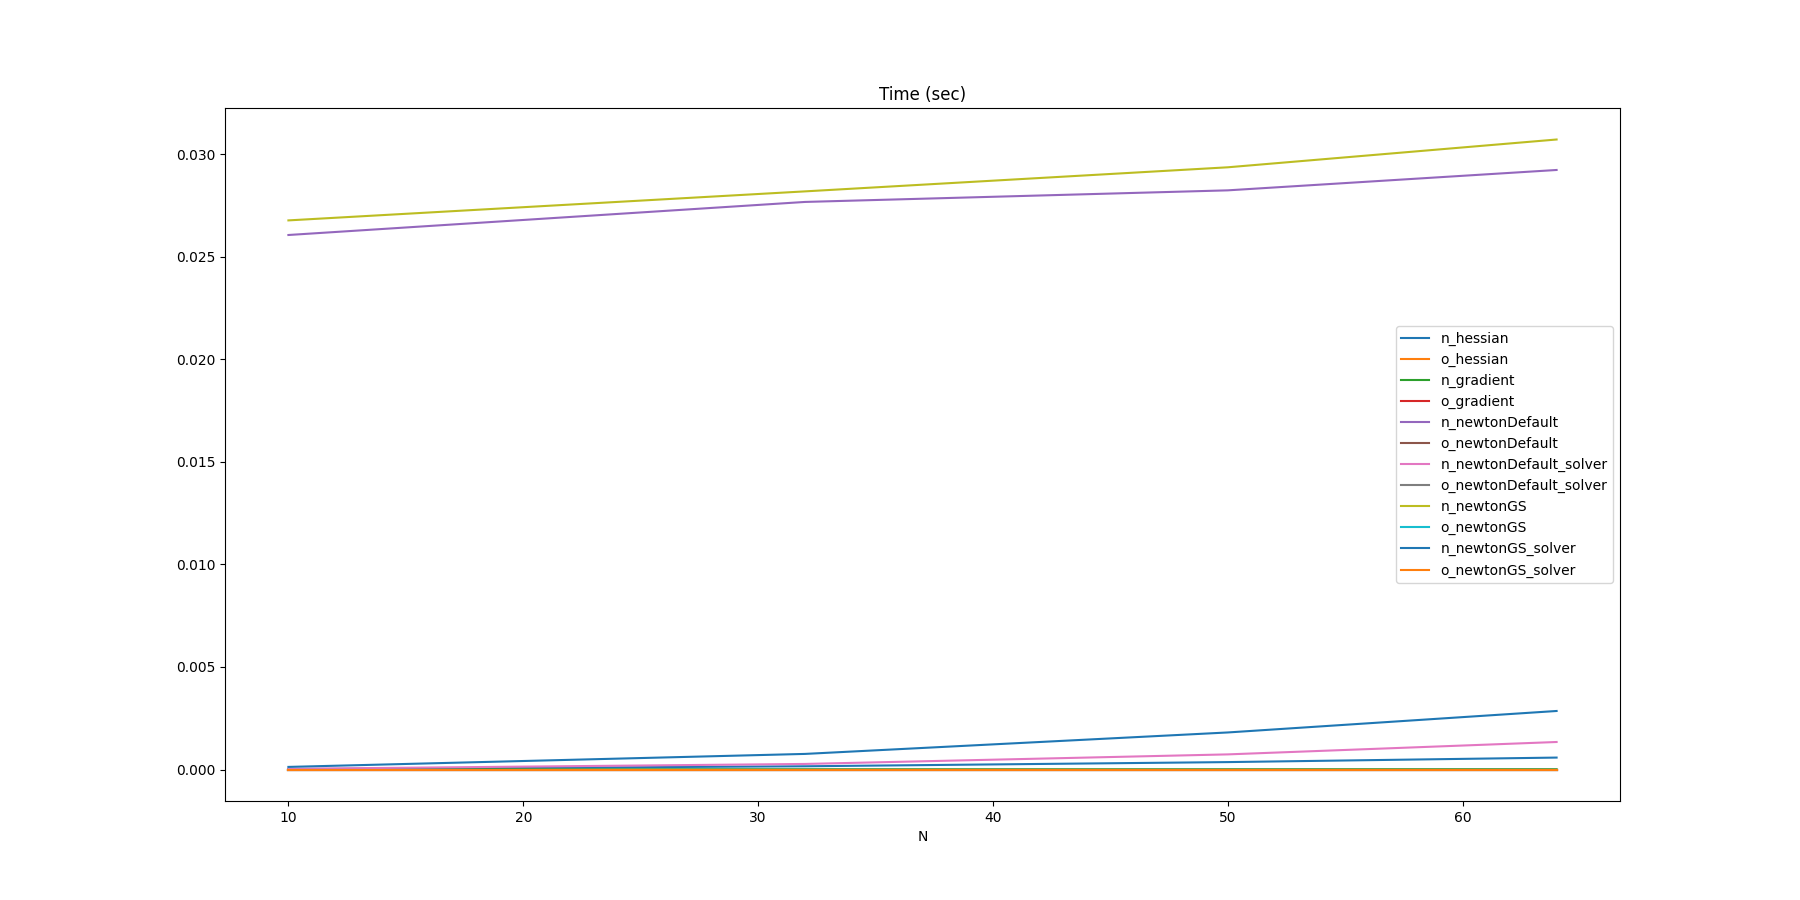 Time (sec)
0.030
0.025
0.020
0.015
0.010
0.005
0.000
n_hessian
o_hessian
n_gradient
o_gradient
n_newtonDefault
o_newtonDefault
n_newtonDefault_solver
o_newtonDefault_solver
n_newtonGS
o_newtonGS
n_newtonGS_solver
o_newtonGS_solver
10 20 30 40 50 60
N